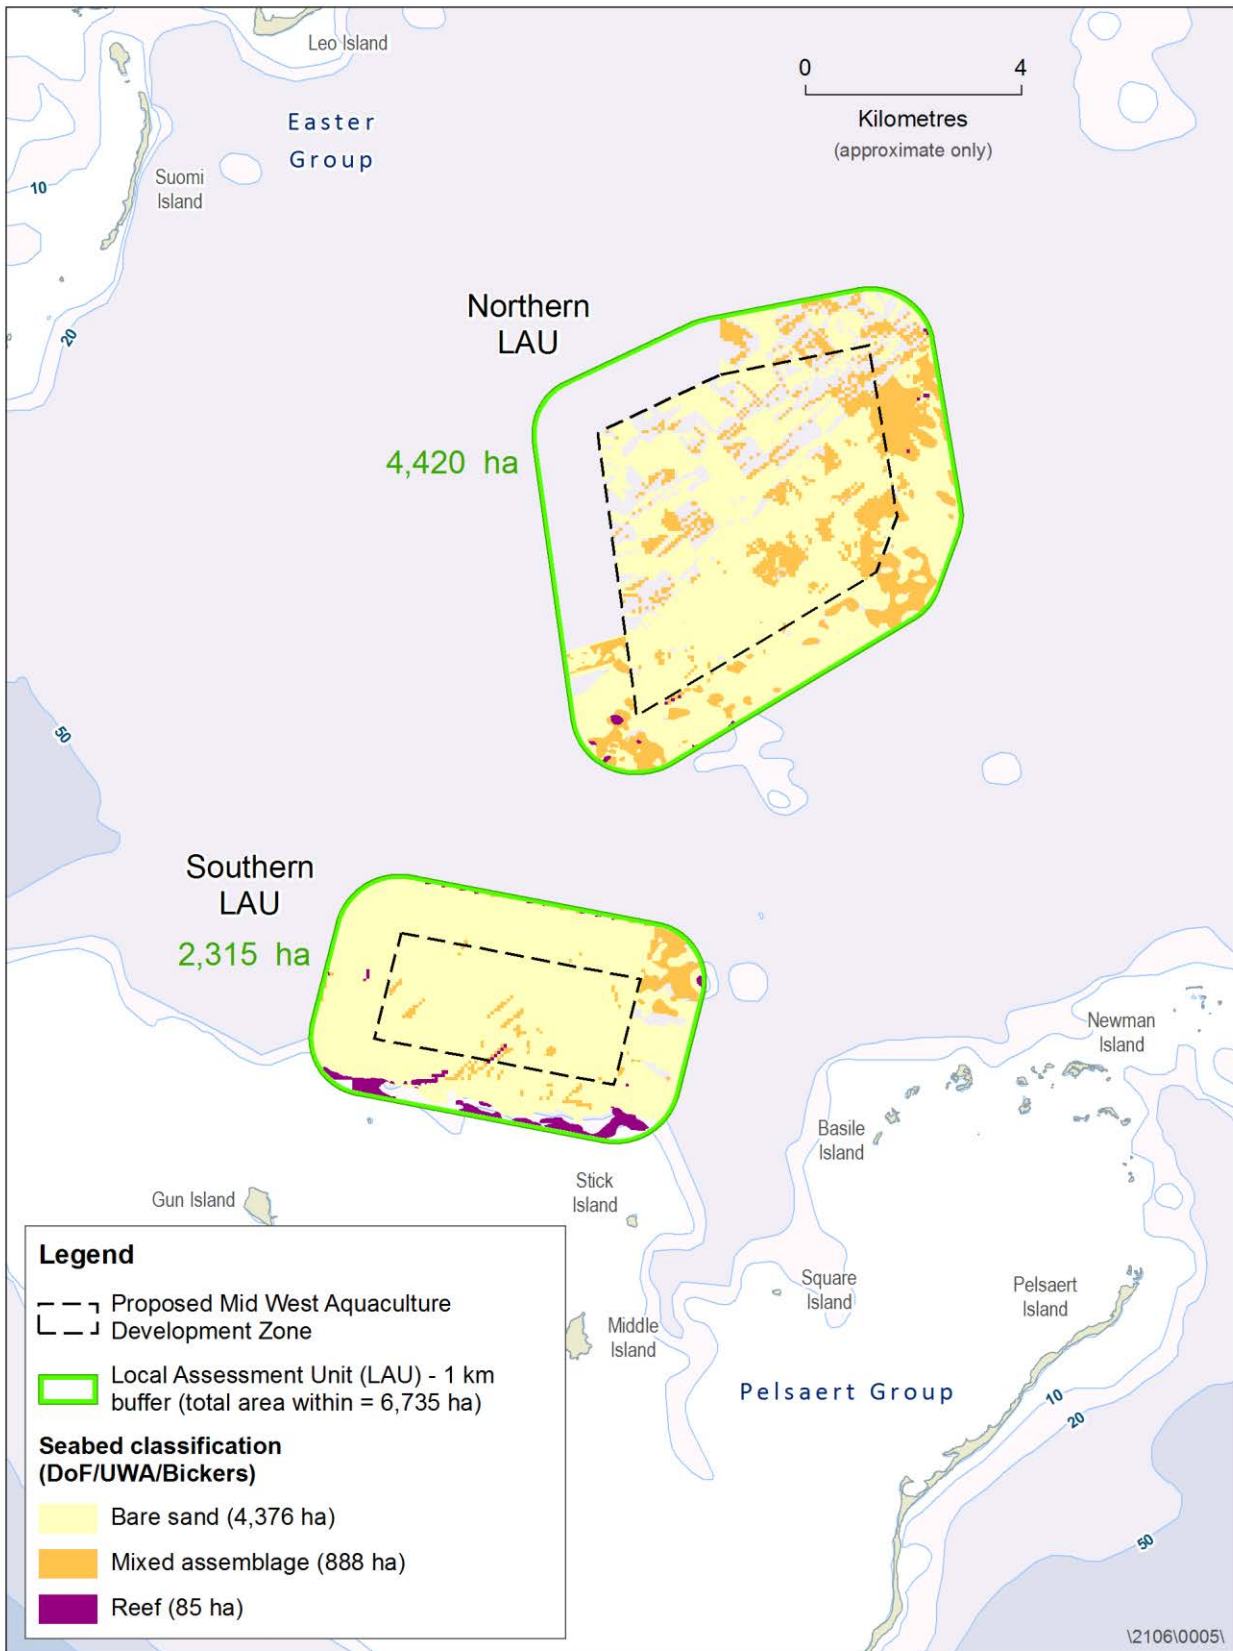 Leo Island
0 4
Kilometres
(approximate only)
Easter
Group
10
Suomi
Island
20
Northern
LAU
4,420 ha
50
Southern
LAU
2,315 ha
Newman
Island
Basile
Island
Gun Island
Stick
Island
Square
Island
Pelsaert
Island
Middle
Island
Pelsaert Group
10
20
50
Legend
Proposed Mid West Aquaculture
Development Zone
Local Assessment Unit (LAU) - 1 km
buffer (total area within = 6,735 ha)
Seabed classification
(DoF/UWA/Bickers)
Bare sand (4,376 ha)
Mixed assemblage (888 ha)
Reef (85 ha)
\2106\0005\